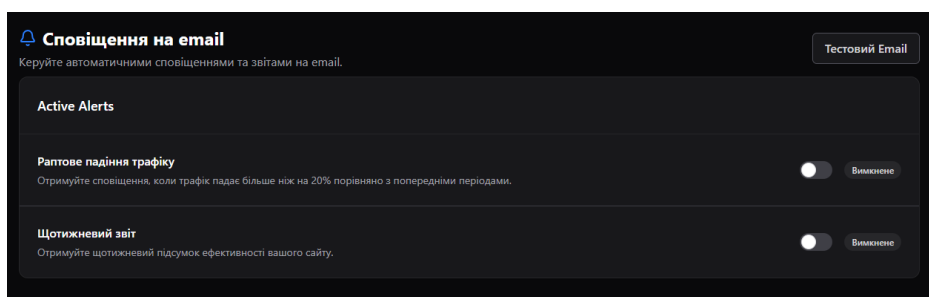 Сповіщення на email
Керуйте автоматичними сповіщеннями та звітами на email.
Тестовий Email
Active Alerts
Раптове падіння трафіку
Отримуйте сповіщення, коли трафік падає більше ніж на 20% порівняно з попередніми періодами.
Вимкнене
Щотижневий звіт
Отримуйте щотижневий підсумок ефективності вашого сайту.
Вимкнене